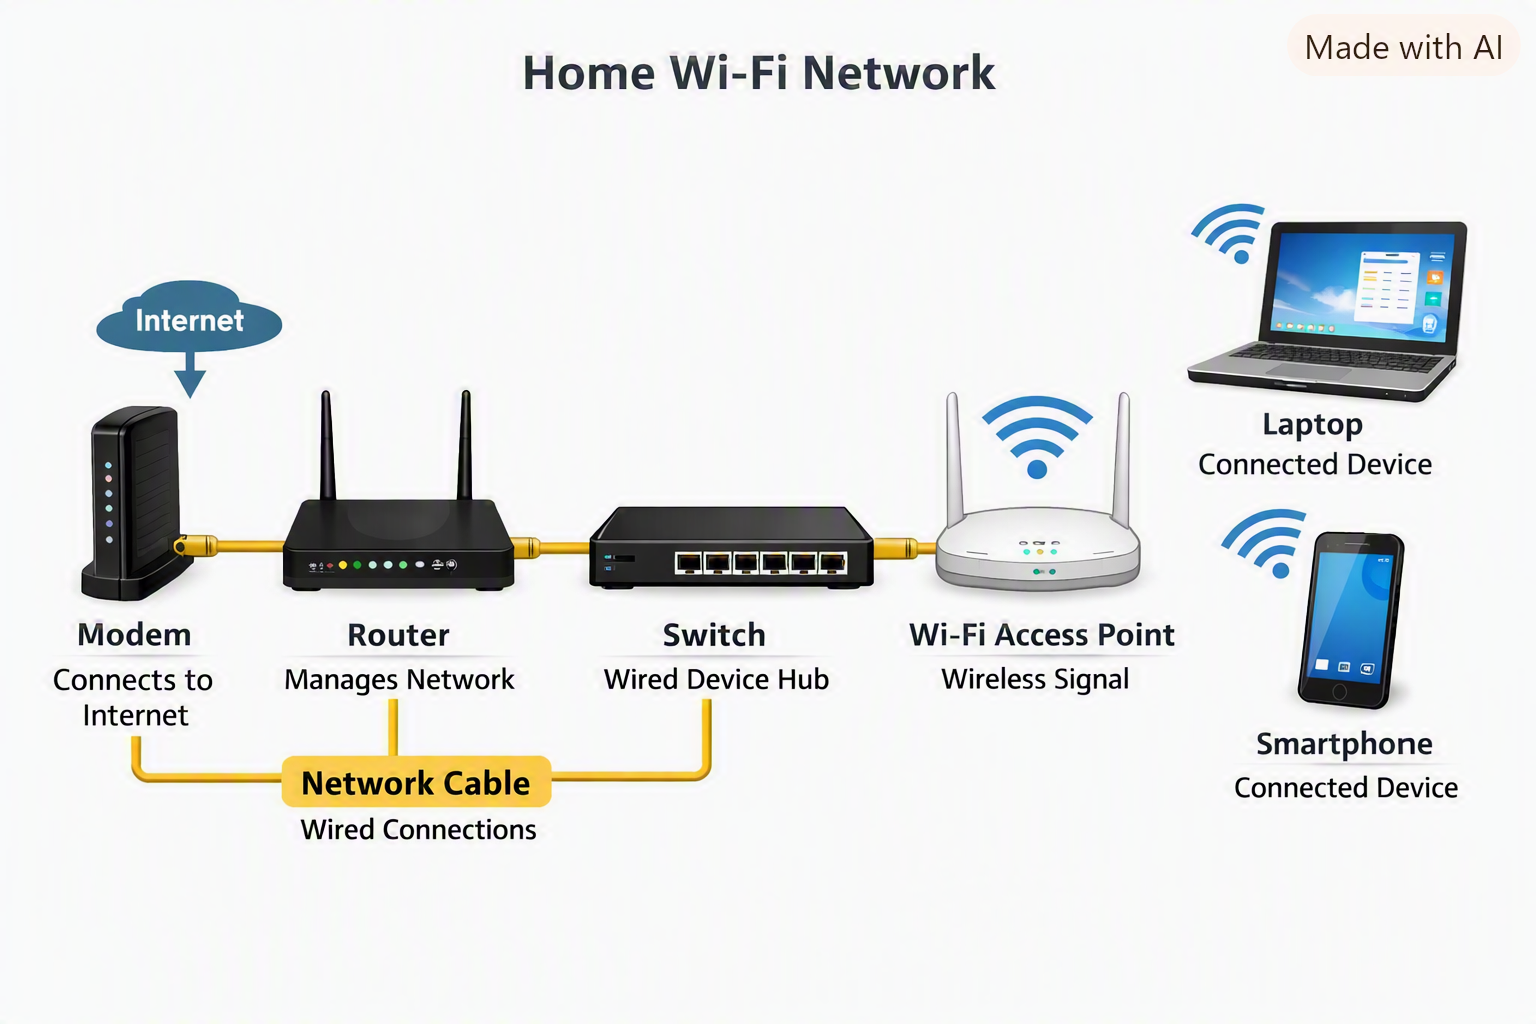 Made with AI
Home Wi-Fi Network
Internet
Laptop
Connected Device
Modem
Connects to
Internet
Router
Manages Network
Switch
Wired Device Hub
Wi-Fi Access Point
Wireless Signal
Network Cable
Wired Connections
Smartphone
Connected Device